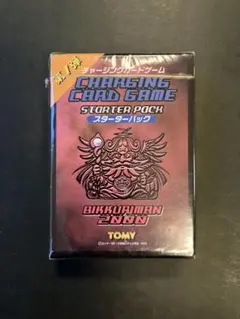 第1弾
チャージングカードゲーム
CHARGING
CARD GAME
STARTER PACK
スターターパック
BIKKURIMAN
2000
TOMY